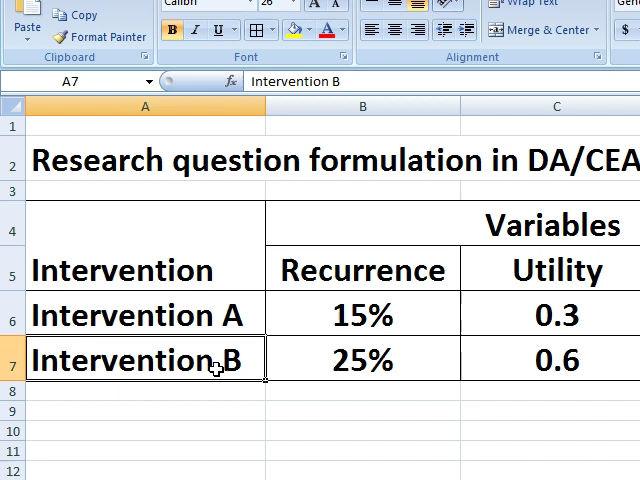 Calibri 26 A A Wrap Text
Paste Copy
Format Painter B I U A Merge & Center $
Clipboard Font Alignment
A7 fx Intervention B
A B C
1
2 Research question formulation in DA/CEA
3
4 Variables
5 Intervention Recurrence Utility
6 Intervention A 15% 0.3
7 Intervention B 25% 0.6
8
9
10
11
12